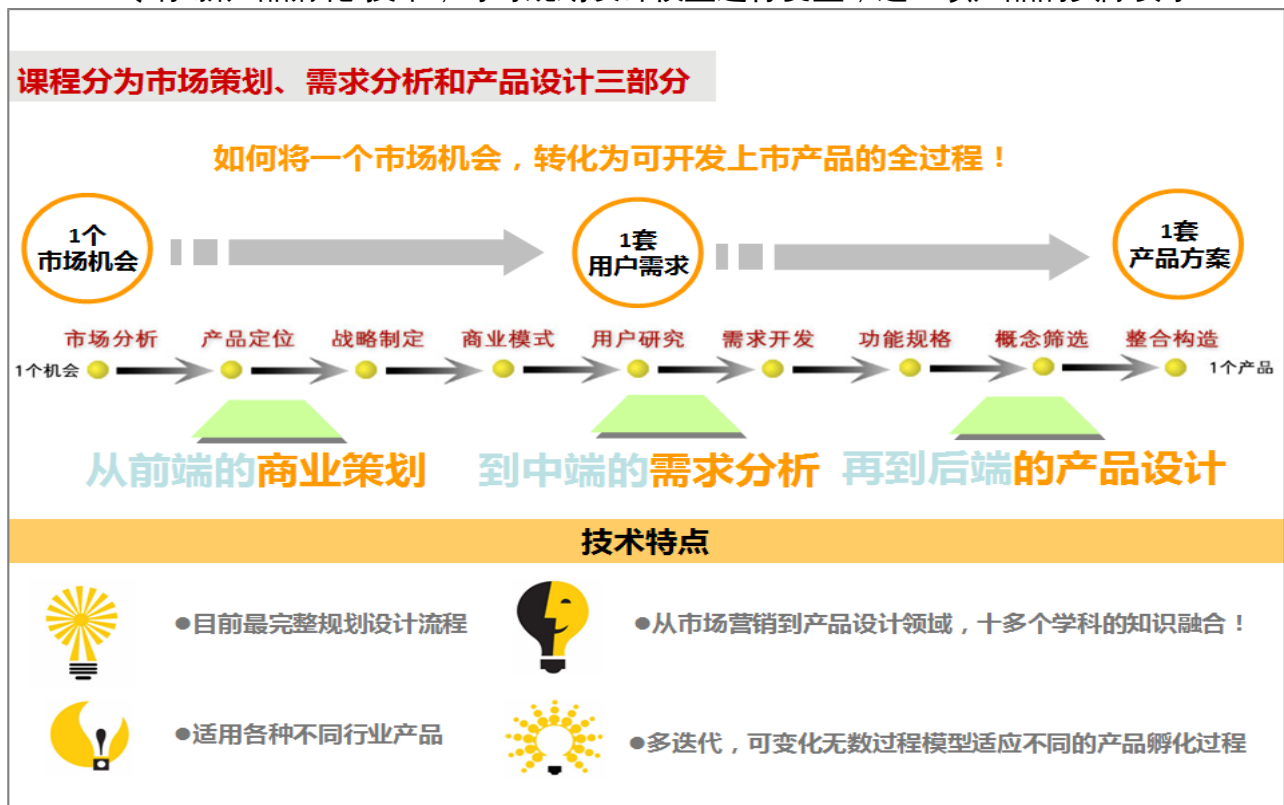 课程分为市场策划、需求分析和产品设计三部分
如何将一个市场机会，转化为可开发上市产品的全过程！
1个
市场机会
1套
用户需求
1套
产品方案
市场分析 产品定位 战略制定 商业模式 用户研究 需求开发 功能规格 概念筛选 整合构造
1个机会 1个产品
从前端的商业策划 到中端的需求分析 再到后端的产品设计
技术特点
●目前最完整规划设计流程
●从市场营销到产品设计领域，十多个学科的知识融合！
●适用各种不同行业产品
●多迭代，可变化无数过程模型适应不同的产品孵化过程